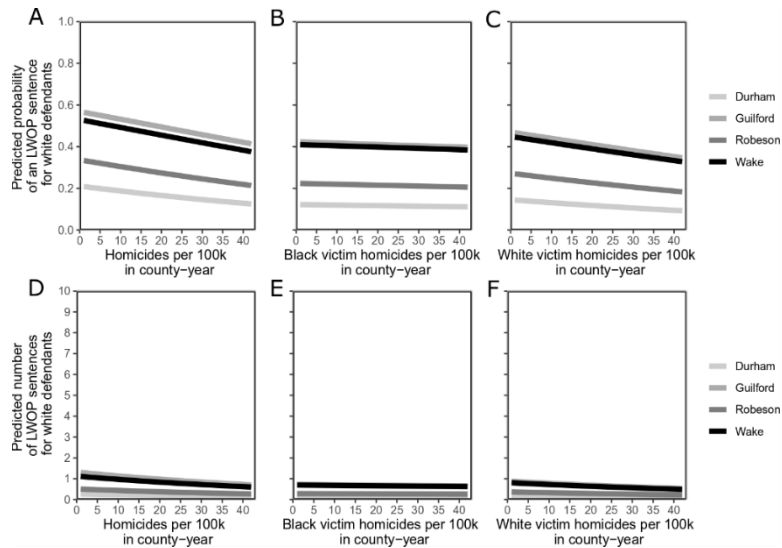 A
B
C
Predicted probability
of an LWOP sentence
for white defendants
1.0
0.8
0.6
0.4
0.2
0.0
0 5 10 15 20 25 30 35 40
0 5 10 15 20 25 30 35 40
0 5 10 15 20 25 30 35 40
Homicides per 100k
in county-year
Black victim homicides per 100k
in county-year
White victim homicides per 100k
in county-year
Durham
Guilford
Robeson
Wake
D
E
F
Predicted number
of LWOP sentences
for white defendants
10
9
8
7
6
5
4
3
2
1
0
0 5 10 15 20 25 30 35 40
0 5 10 15 20 25 30 35 40
0 5 10 15 20 25 30 35 40
Homicides per 100k
in county-year
Black victim homicides per 100k
in county-year
White victim homicides per 100k
in county-year
Durham
Guilford
Robeson
Wake